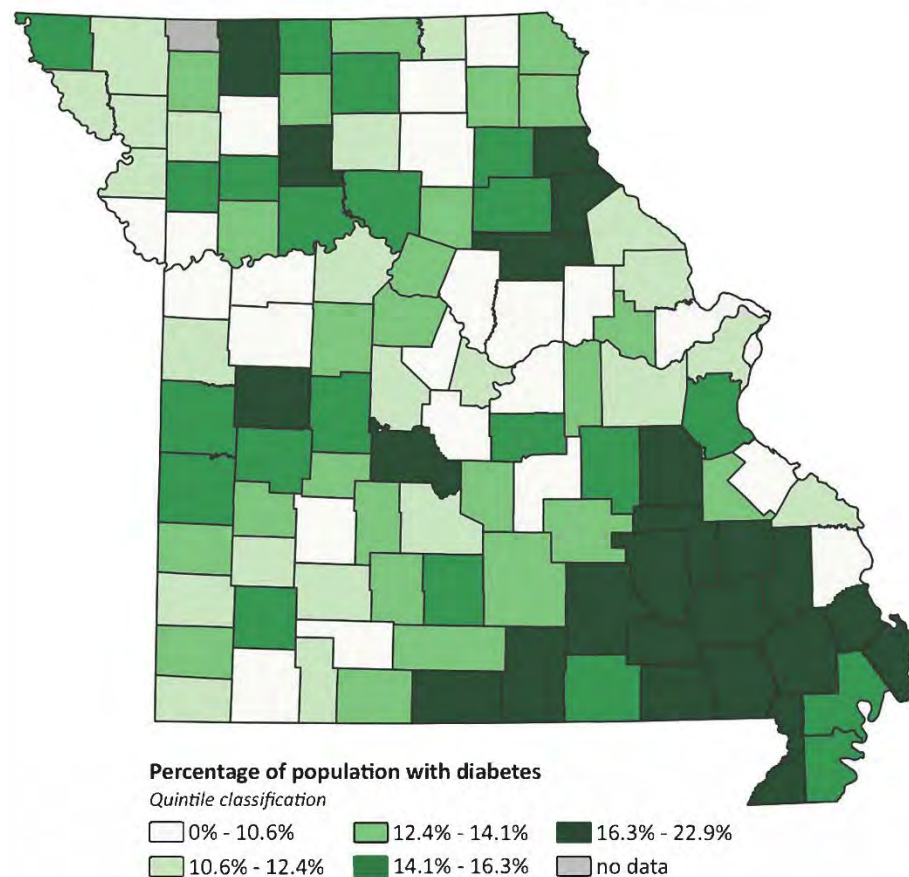 Percentage of population with diabetes
Quintile classification
0% - 10.6%
12.4% - 14.1%
16.3% - 22.9%
10.6% - 12.4%
14.1% - 16.3%
no data